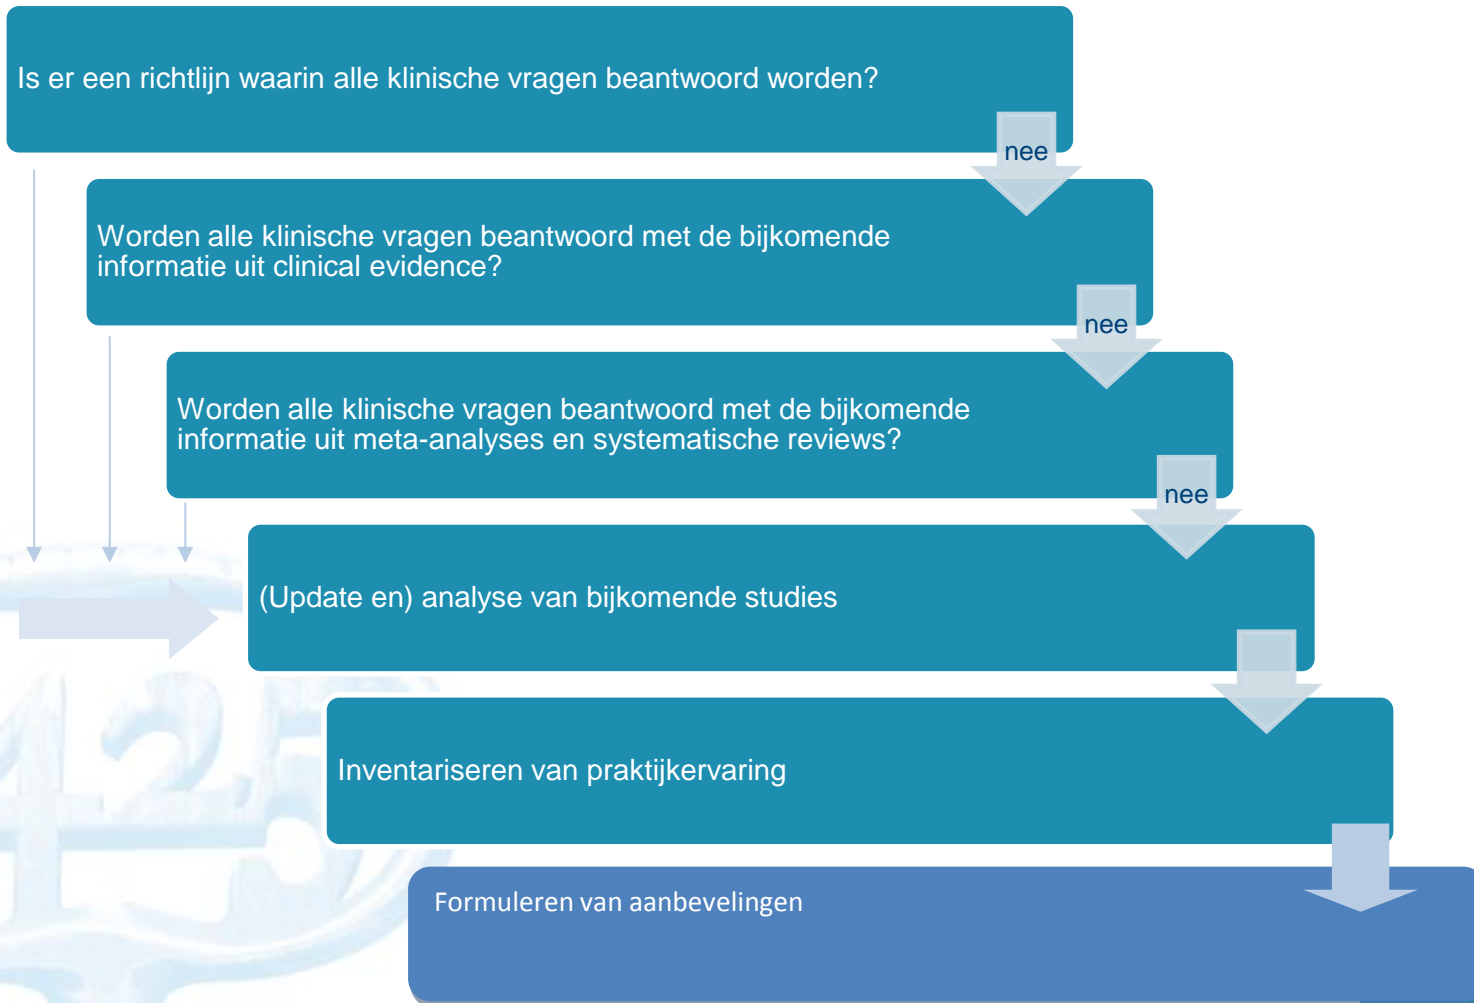 Is er een richtlijn waarin alle klinische vragen beantwoord worden?
nee
Worden alle klinische vragen beantwoord met de bijkomende
informatie uit clinical evidence?
nee
Worden alle klinische vragen beantwoord met de bijkomende
informatie uit meta-analyses en systematische reviews?
nee
(Update en) analyse van bijkomende studies
Inventariseren van praktijkervaring
Formuleren van aanbevelingen
425